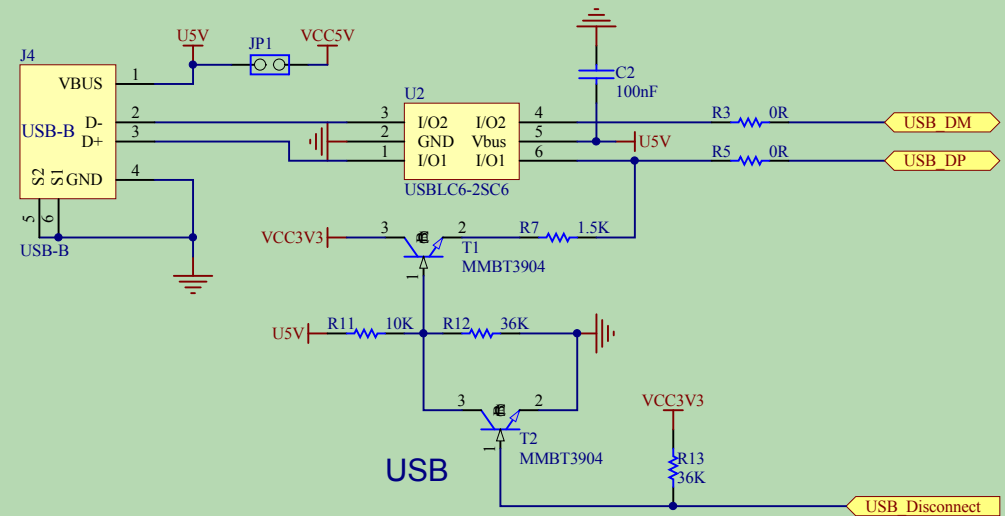 U5V
JP1
VCC5V
J4
VBUS
1
D-
2
USB-B
D+
3
GND
4
S2
S1
5
6
USB-B
U2
3
I/O2
I/O2
4
2
GND
Vbus
5
1
I/O1
I/O1
6
USBLC6-2SC6
C2
100nF
U5V
R3
0R
USB_DM
R5
0R
USB_DP
VCC3V3
3
2
R7
1.5K
T1
MMBT3904
1
U5V
R11
10K
R12
36K
3
2
T2
MMBT3904
1
USB
VCC3V3
R13
36K
USB_Disconnect